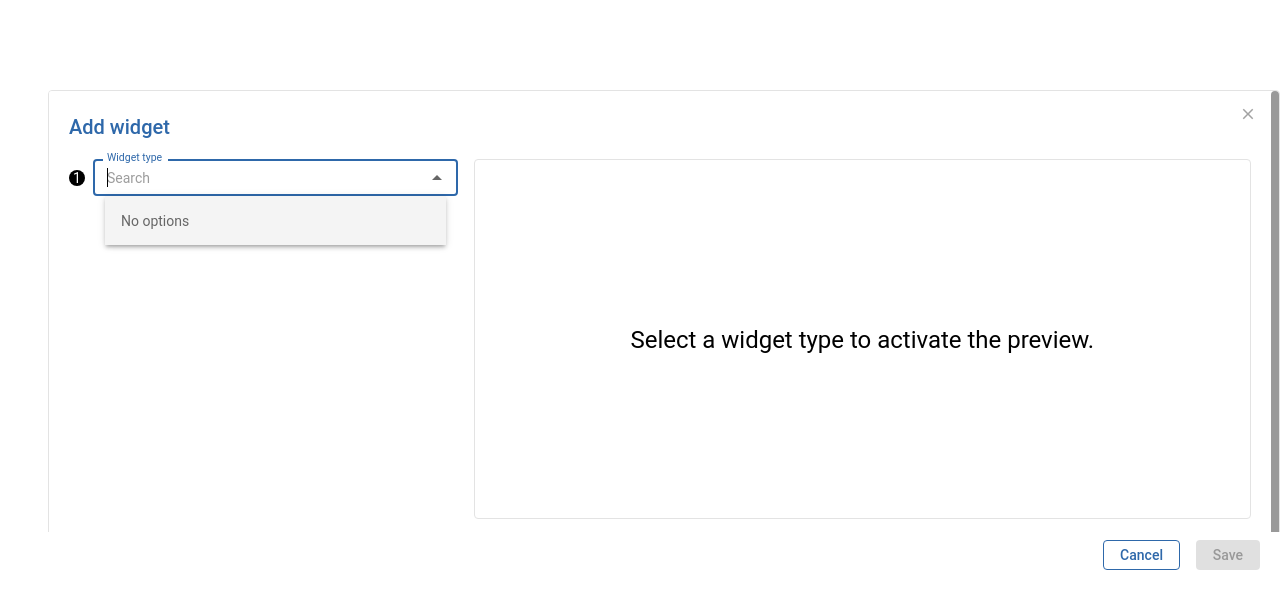 Add widget
Widget type
1
Search
No options
Select a widget type to activate the preview.
Cancel
Save